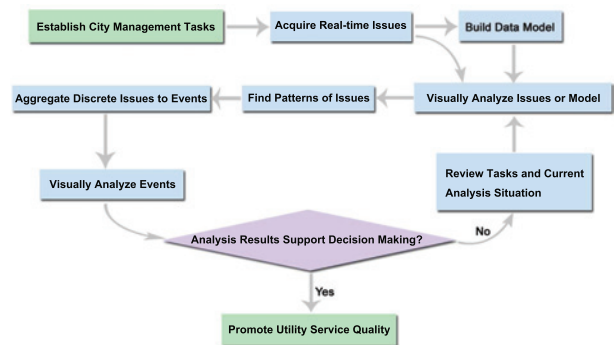 Establish City Management Tasks
Acquire Real-time Issues
Build Data Model
Aggregate Discrete Issues to Events
Find Patterns of Issues
Visually Analyze Issues or Model
Visually Analyze Events
Review Tasks and Current
Analysis Situation
Analysis Results Support Decision Making?
No
Yes
Promote Utility Service Quality